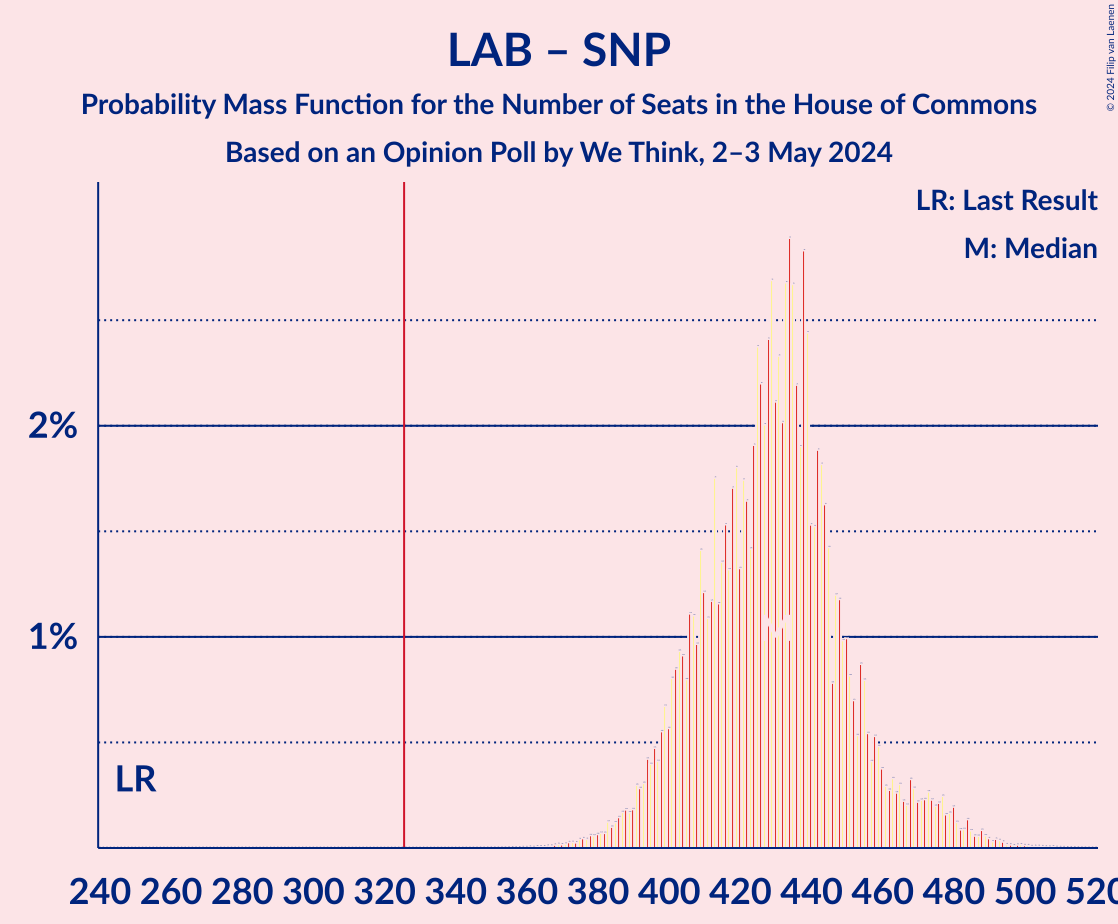 LAB – SNP
Probability Mass Function for the Number of Seats in the House of Commons
Based on an Opinion Poll by We Think, 2–3 May 2024
© 2024 Filip van Laenen
LR: Last Result
M: Median
2%
1%
LR
M
240 260 280 300 320 340 360 380 400 420 440 460 480 500 520